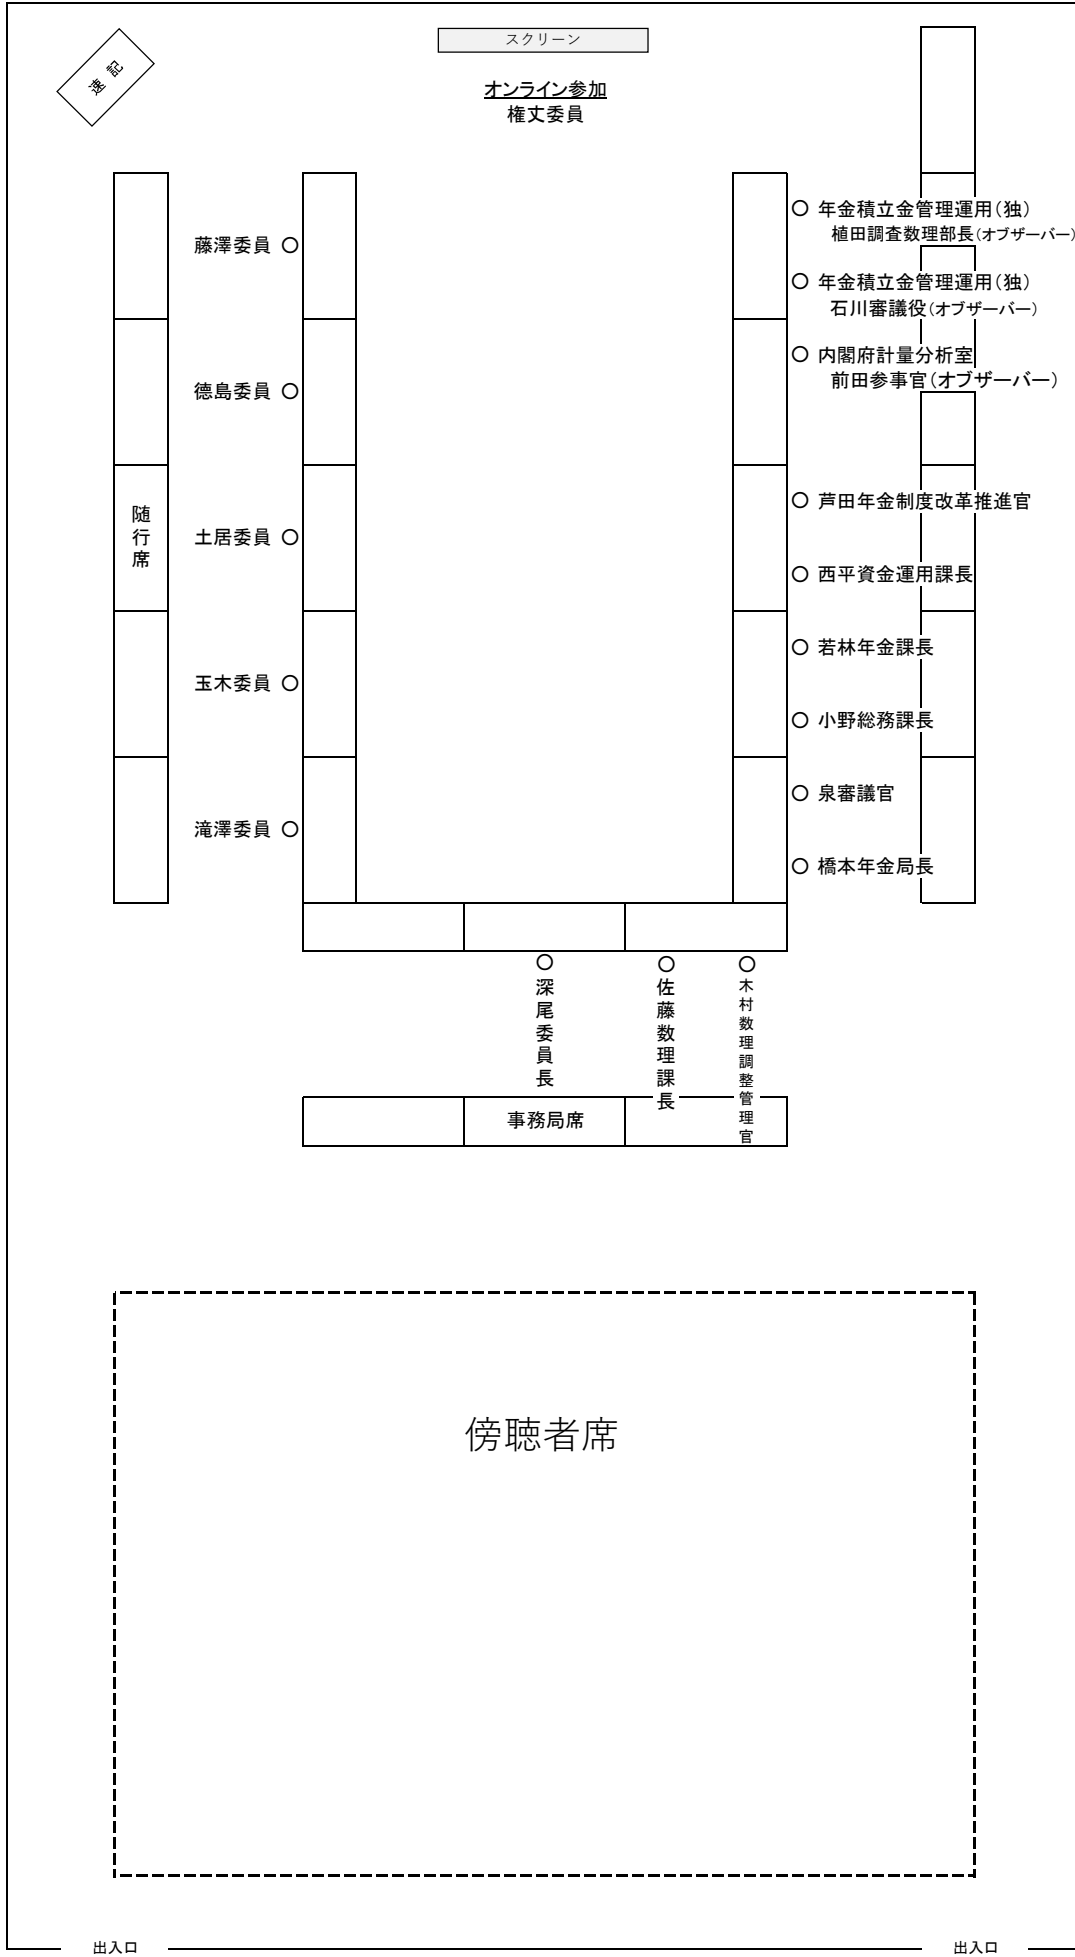 スクリーン
速記
オンライン参加
権丈委員
藤澤委員 ○
徳島委員 ○
土居委員 ○
玉木委員 ○
滝澤委員 ○
随行席
○ 年金積立金管理運用(独)
植田調査数理部長(オブザーバー)
○ 年金積立金管理運用(独)
石川審議役(オブザーバー)
○ 内閣府計量分析室
前田参事官(オブザーバー)
○ 芦田年金制度改革推進官
○ 西平資金運用課長
○ 若林年金課長
○ 小野総務課長
○ 泉審議官
○ 橋本年金局長
○深尾委員長
○佐藤数理課長
○木村数理調整管理官
事務局席
傍聴者席
出入口
出入口